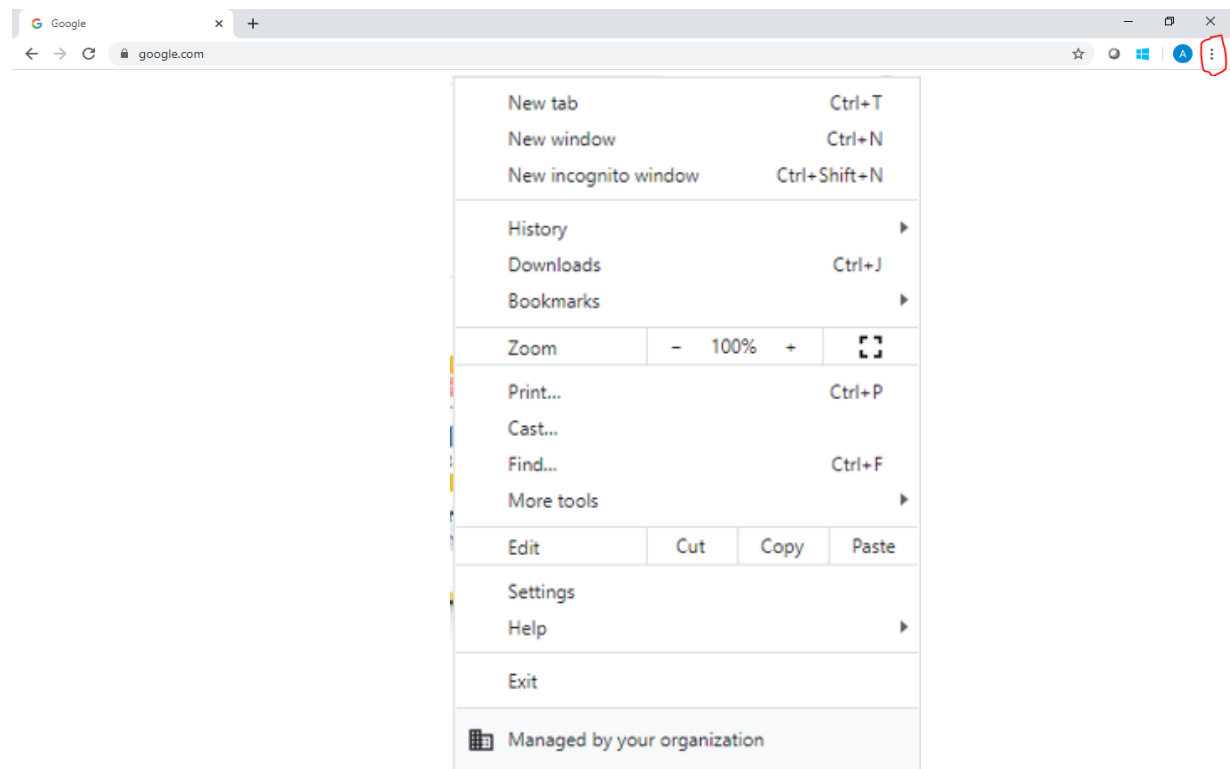 Google
google.com
A
New tab Ctrl+T
New window Ctrl+N
New incognito window Ctrl+Shift+N
History
Downloads Ctrl+J
Bookmarks
Zoom - 100% +
Print... Ctrl+P
Cast...
Find... Ctrl+F
More tools
Edit Cut Copy Paste
Settings
Help
Exit
Managed by your organization